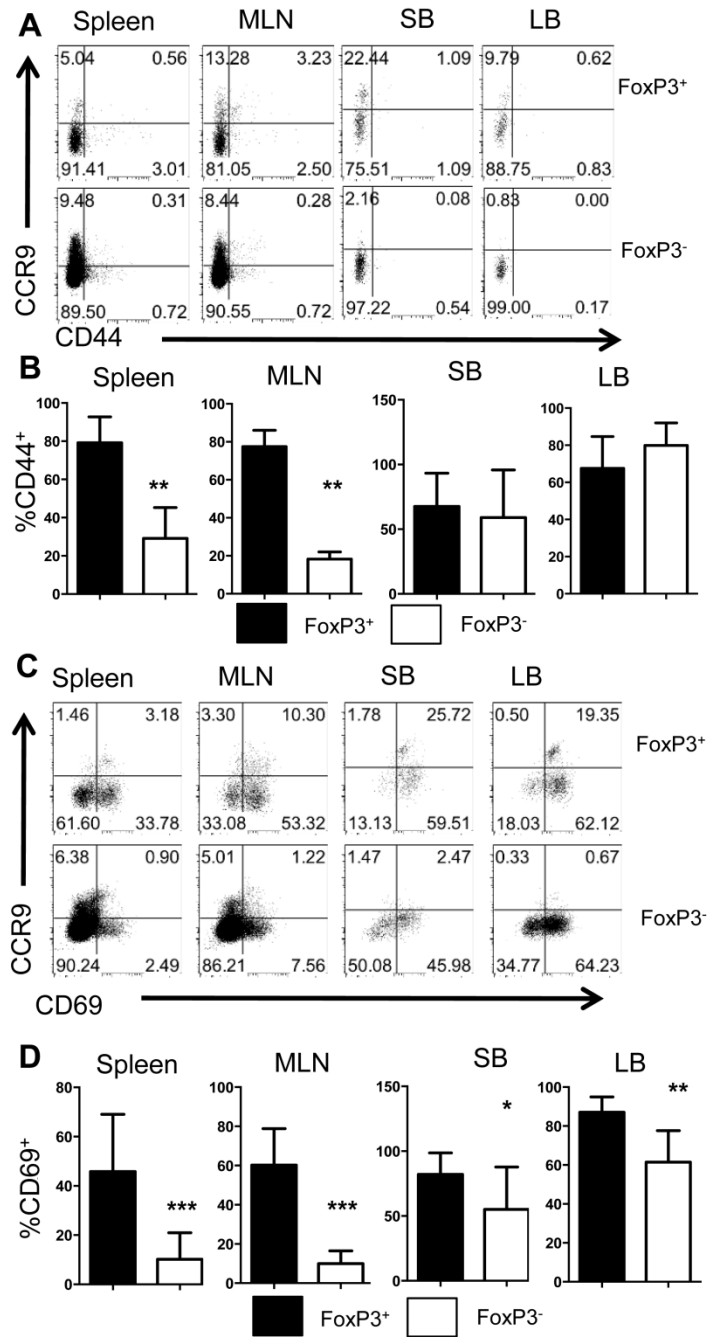 A
Spleen MLN SB LB
5.04 0.56 13.28 3.23 22.44 1.09 9.79 0.62
FoxP3+
91.41 3.01 81.05 2.50 75.51 1.09 88.75 0.83
9.48 0.31 8.44 0.28 2.16 0.08 0.83 0.00
FoxP3-
89.50 0.72 90.55 0.72 97.22 0.54 99.00 0.17
CCR9
CD44
B
Spleen MLN SB LB
%CD44+
100 100 150 100
80 80 100 80
60 60 50 60
40 40 0 40
20 20 20
0 0 0
** **
FoxP3+ FoxP3-
C
Spleen MLN SB LB
1.46 3.18 3.30 10.30 1.78 25.72 0.50 19.35
FoxP3+
61.60 33.78 33.08 53.32 13.13 59.51 18.03 62.12
6.38 0.90 5.01 1.22 1.47 2.47 0.33 0.67
FoxP3-
90.24 2.49 86.21 7.56 50.08 45.98 34.77 64.23
CCR9
CD69
D
Spleen MLN SB LB
%CD69+
80 100 150 100
60 80 100 80
40 60 50 60
20 40 0 40
0 20 20
0 0
*** *** * **
FoxP3+ FoxP3-